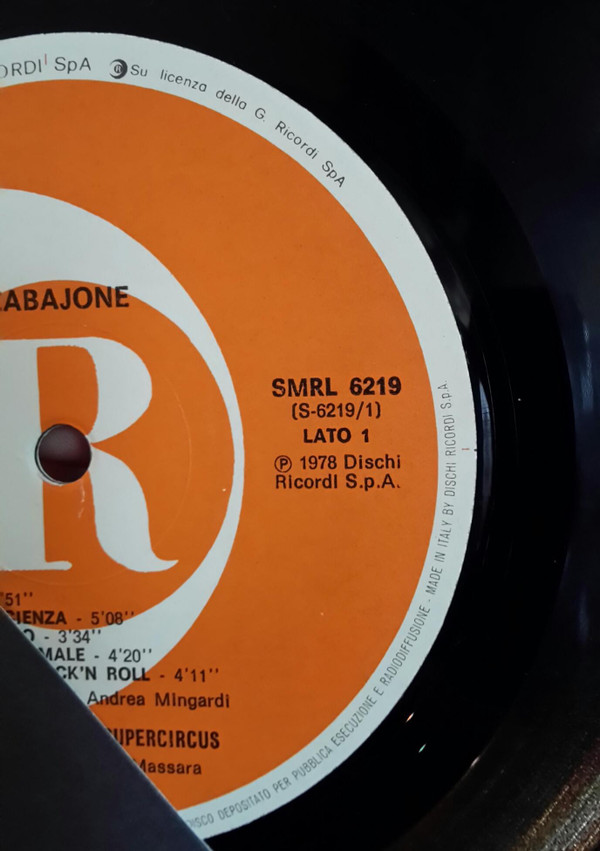 ORDI SpA Su licenza della G. Ricordi SpA
ZABAJONE
R
SMRL 6219
(S-6219/1)
LATO 1
℗ 1978 Dischi
Ricordi S.p.A.
'51''
CIENZA - 5'08''
O - 3'34''
MALE - 4'20''
CK'N ROLL - 4'11''
Andrea Mingardi
SUPERCIRCUS
Massara
DISCO DEPOSITATO PER PUBBLICA ESECUZIONE E RADIODIFFUSIONE - MADE IN ITALY BY DISCHI RICORDI S.p.A.